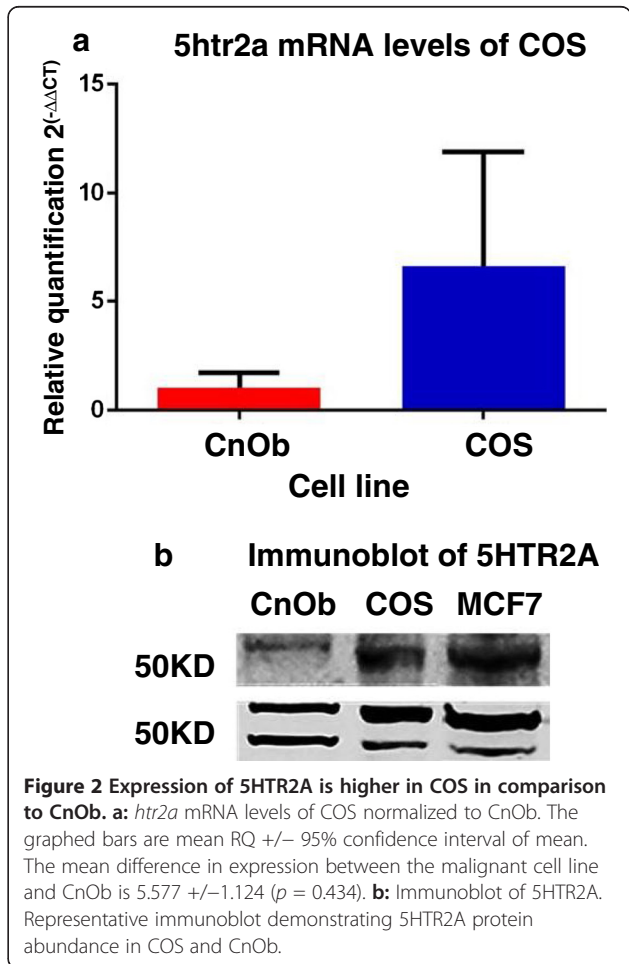 a 5htr2a mRNA levels of COS
Relative quantification 2(-ΔΔCT)
15
10
5
0
CnOb COS
Cell line
b Immunoblot of 5HTR2A
CnOb COS MCF7
50KD
50KD
Figure 2 Expression of 5HTR2A is higher in COS in comparison
to CnOb. a: htr2a mRNA levels of COS normalized to CnOb. The
graphed bars are mean RQ +/− 95% confidence interval of mean.
The mean difference in expression between the malignant cell line
and CnOb is 5.577 +/−1.124 (p = 0.434). b: Immunoblot of 5HTR2A.
Representative immunoblot demonstrating 5HTR2A protein
abundance in COS and CnOb.